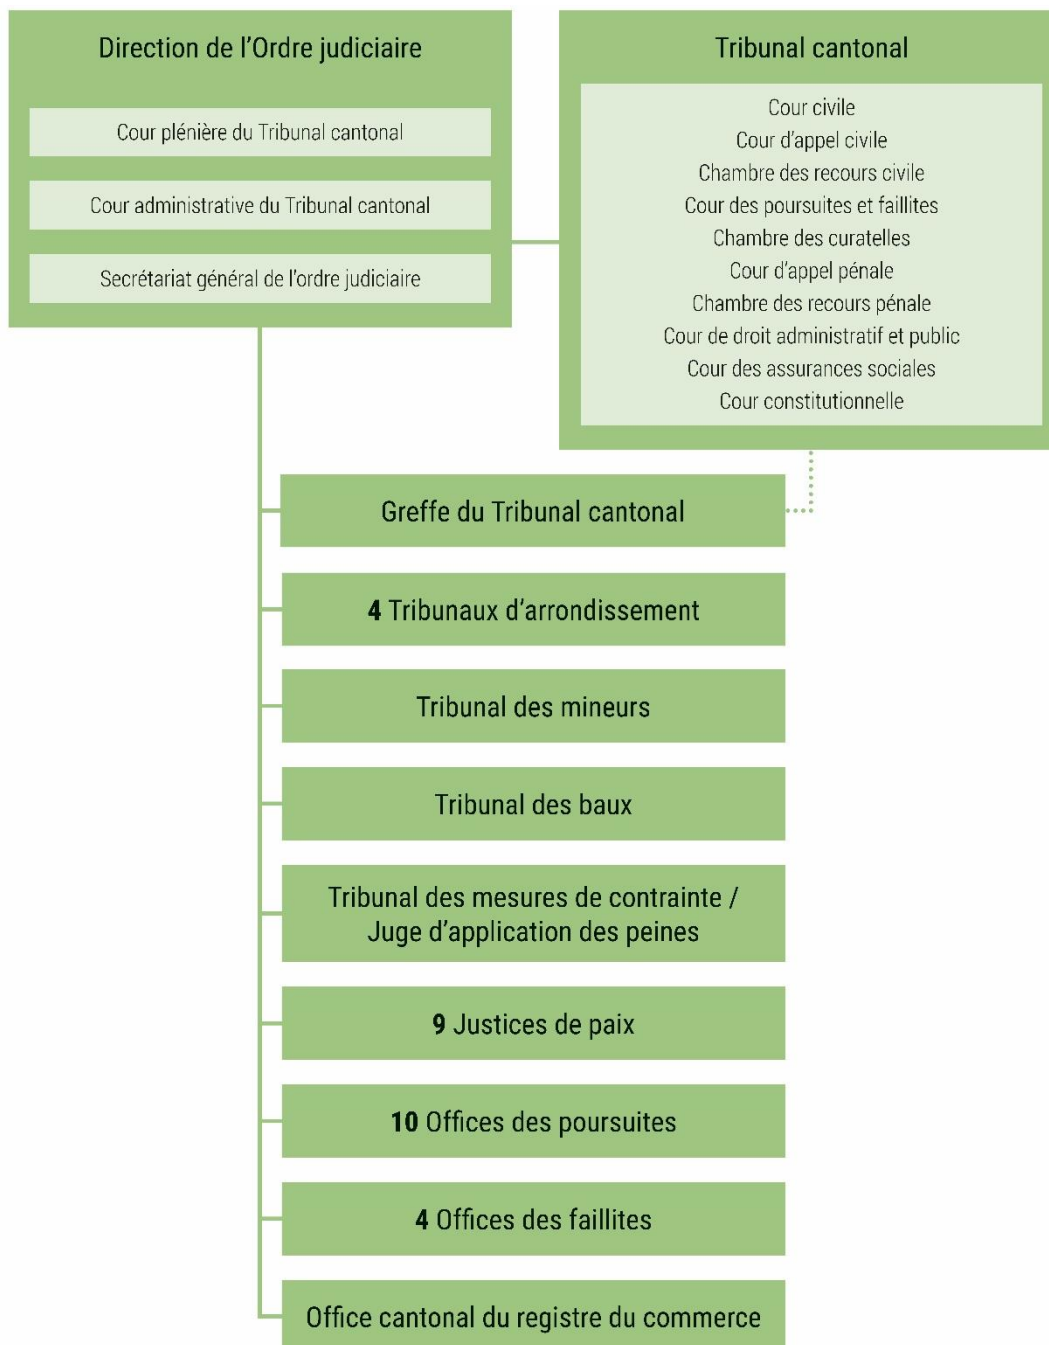 Direction de l’Ordre judiciaire
Cour plénière du Tribunal cantonal
Cour administrative du Tribunal cantonal
Secrétariat général de l’ordre judiciaire
Tribunal cantonal
Cour civile
Cour d’appel civile
Chambre des recours civile
Cour des poursuites et faillites
Chambre des curatelles
Cour d’appel pénale
Chambre des recours pénale
Cour de droit administratif et public
Cour des assurances sociales
Cour constitutionnelle
Greffe du Tribunal cantonal
4 Tribunaux d’arrondissement
Tribunal des mineurs
Tribunal des baux
Tribunal des mesures de contrainte /
Juge d’application des peines
9 Justices de paix
10 Offices des poursuites
4 Offices des faillites
Office cantonal du registre du commerce